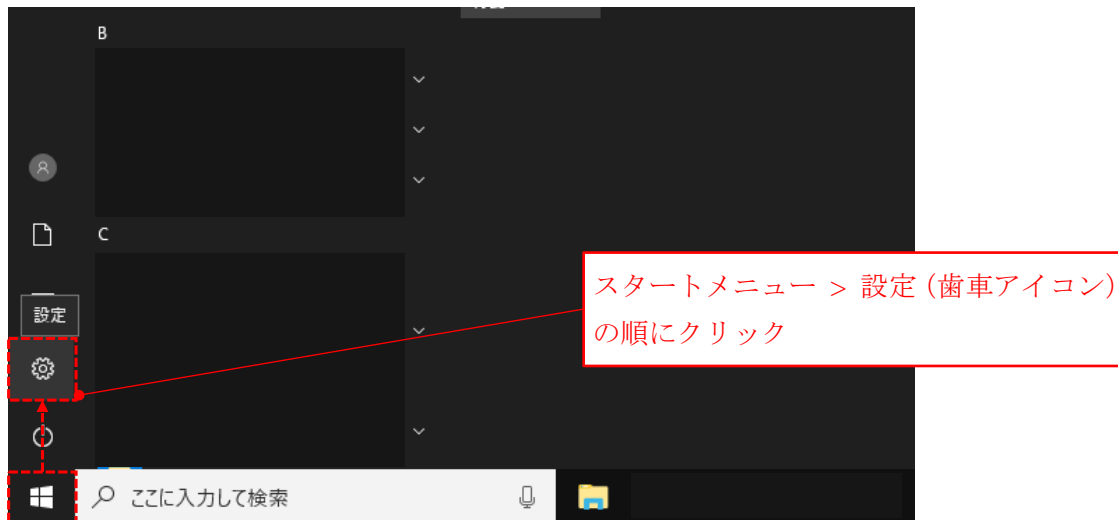 B
C
設定
スタートメニュー > 設定(歯車アイコン)
の順にクリック
ここに入力して検索